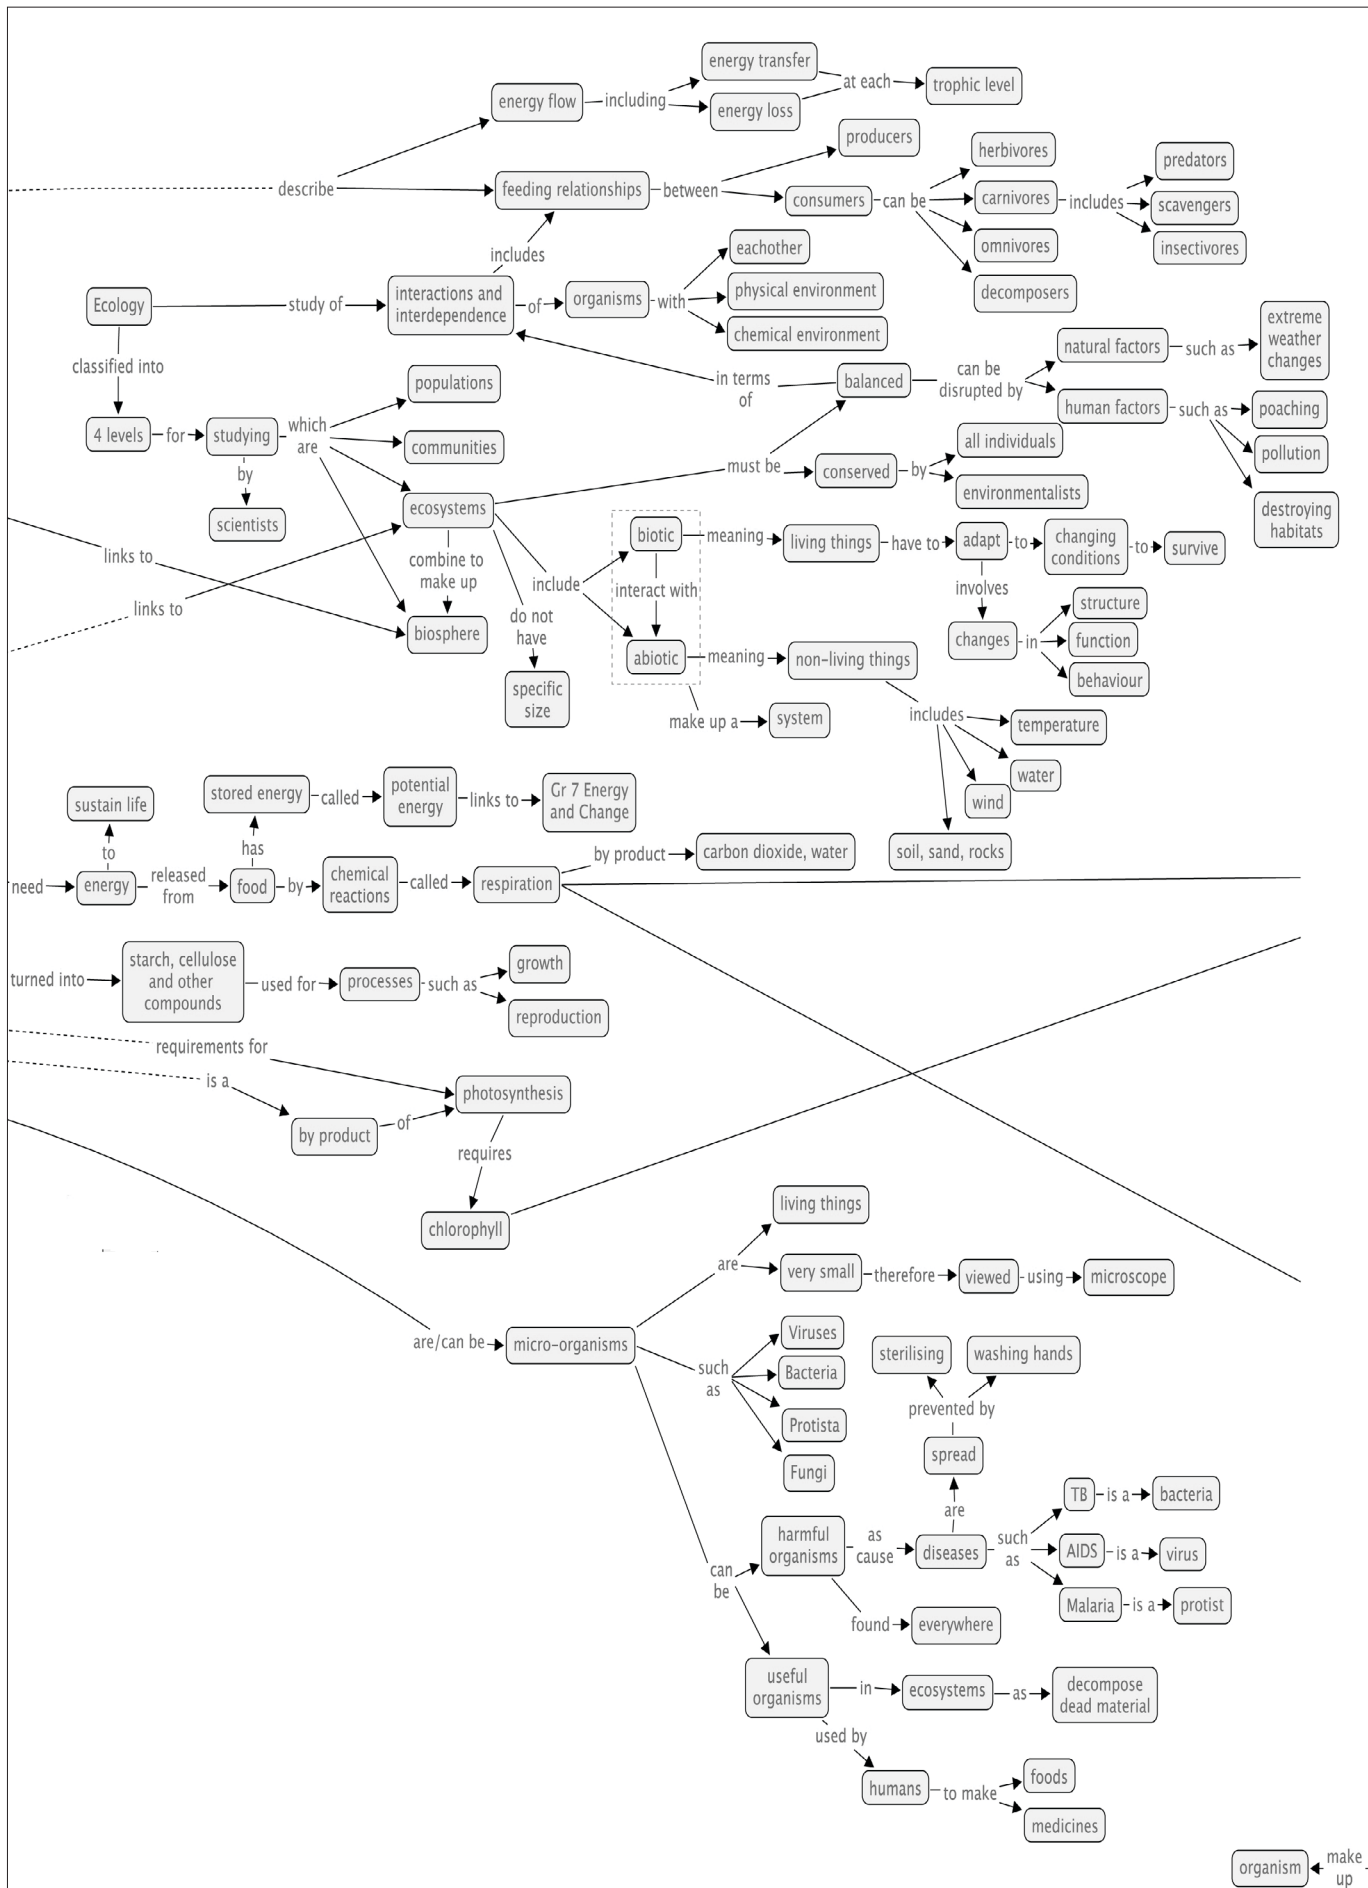 energy transfer
energy flow
including
energy loss
at each
trophic level
describe
feeding relationships
between
producers
consumers
can be
herbivores
carnivores
omnivores
decomposers
includes
predators
scavengers
insectivores
includes
Ecology
study of
interactions and
interdependence
of
organisms
with
eachother
physical environment
chemical environment
classified into
4 levels
for
studying
by
scientists
which
are
populations
communities
ecosystems
in terms
of
balanced
can be
disrupted by
natural factors
such as
extreme
weather
changes
human factors
such as
poaching
pollution
destroying
habitats
must be
conserved
by
all individuals
environmentalists
links to
links to
combine to
make up
biosphere
do not
have
specific
size
include
biotic
interact with
abiotic
meaning
living things
have to
adapt
to
changing
conditions
to
survive
involves
changes
in
structure
function
behaviour
meaning
non-living things
includes
temperature
water
wind
soil, sand, rocks
make up a
system
sustain life
to
need
energy
released
from
food
has
stored energy
called
potential
energy
links to
Gr 7 Energy
and Change
by
chemical
reactions
called
respiration
by product
carbon dioxide, water
turned into
starch, cellulose
and other
compounds
used for
processes
such as
growth
reproduction
requirements for
is a
by product
of
photosynthesis
requires
chlorophyll
are/can be
micro-organisms
are
living things
very small
therefore
viewed
using
microscope
such
as
Viruses
Bacteria
Protista
Fungi
sterilising
washing hands
prevented by
spread
are
can
be
harmful
organisms
as
cause
diseases
such
as
TB
is a
bacteria
AIDS
is a
virus
Malaria
is a
protist
found
everywhere
useful
organisms
in
ecosystems
as
decompose
dead material
used by
humans
to make
foods
medicines
organism
make
up